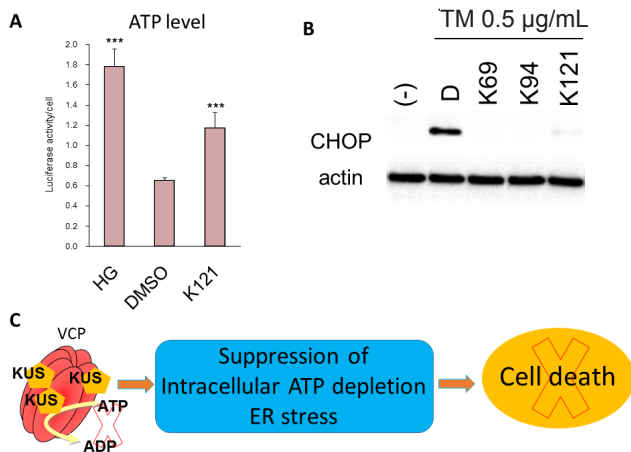 A
ATP level
***
***
Luciferase activity/cell
2.0
1.8
1.6
1.4
1.2
1.0
0.8
0.6
0.4
0.2
0.0
HG
DMSO
K121
B
TM 0.5 µg/mL
(-)
D
K69
K94
K121
CHOP
actin
C
VCP
KUS
KUS
KUS
ATP
ADP
Suppression of
Intracellular ATP depletion
ER stress
Cell death